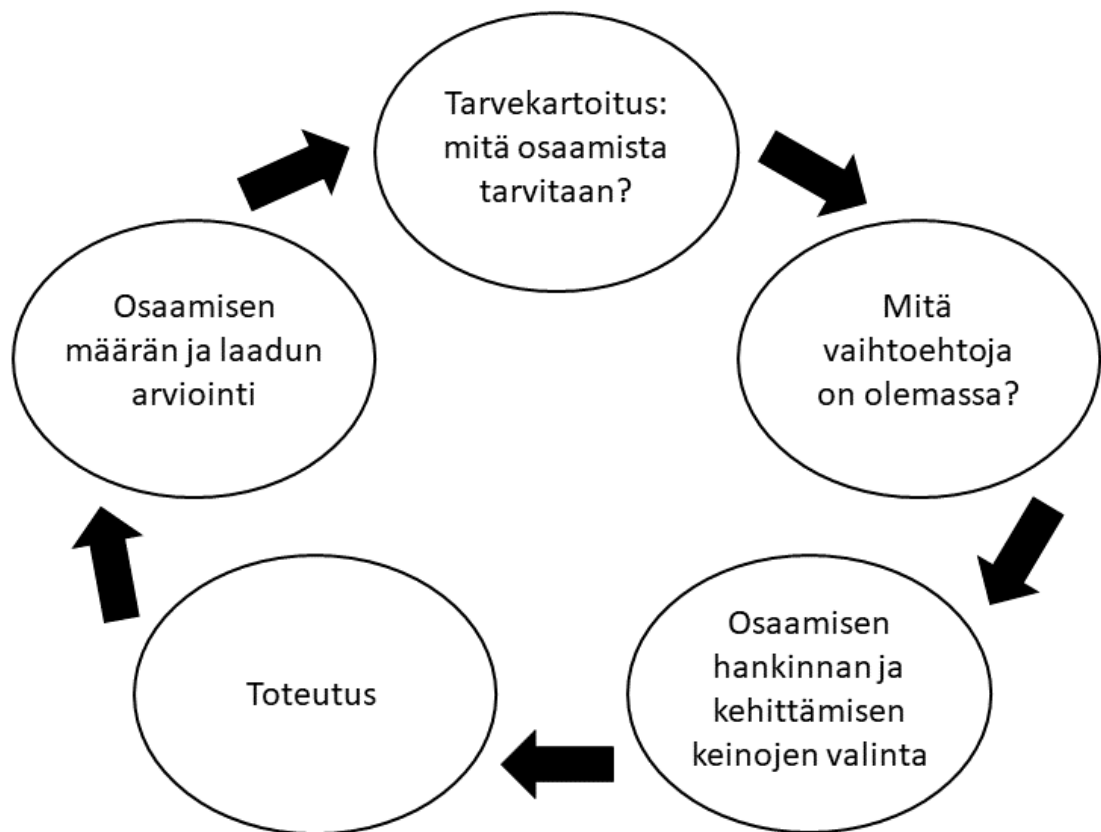 Tarvekartoitus:
mitä osaamista
tarvitaan?
Mitä
vaihtoehtoja
on olemassa?
Osaamisen
hankinnan ja
kehittämisen
keinojen valinta
Toteutus
Osaamisen
määrän ja laadun
arviointi